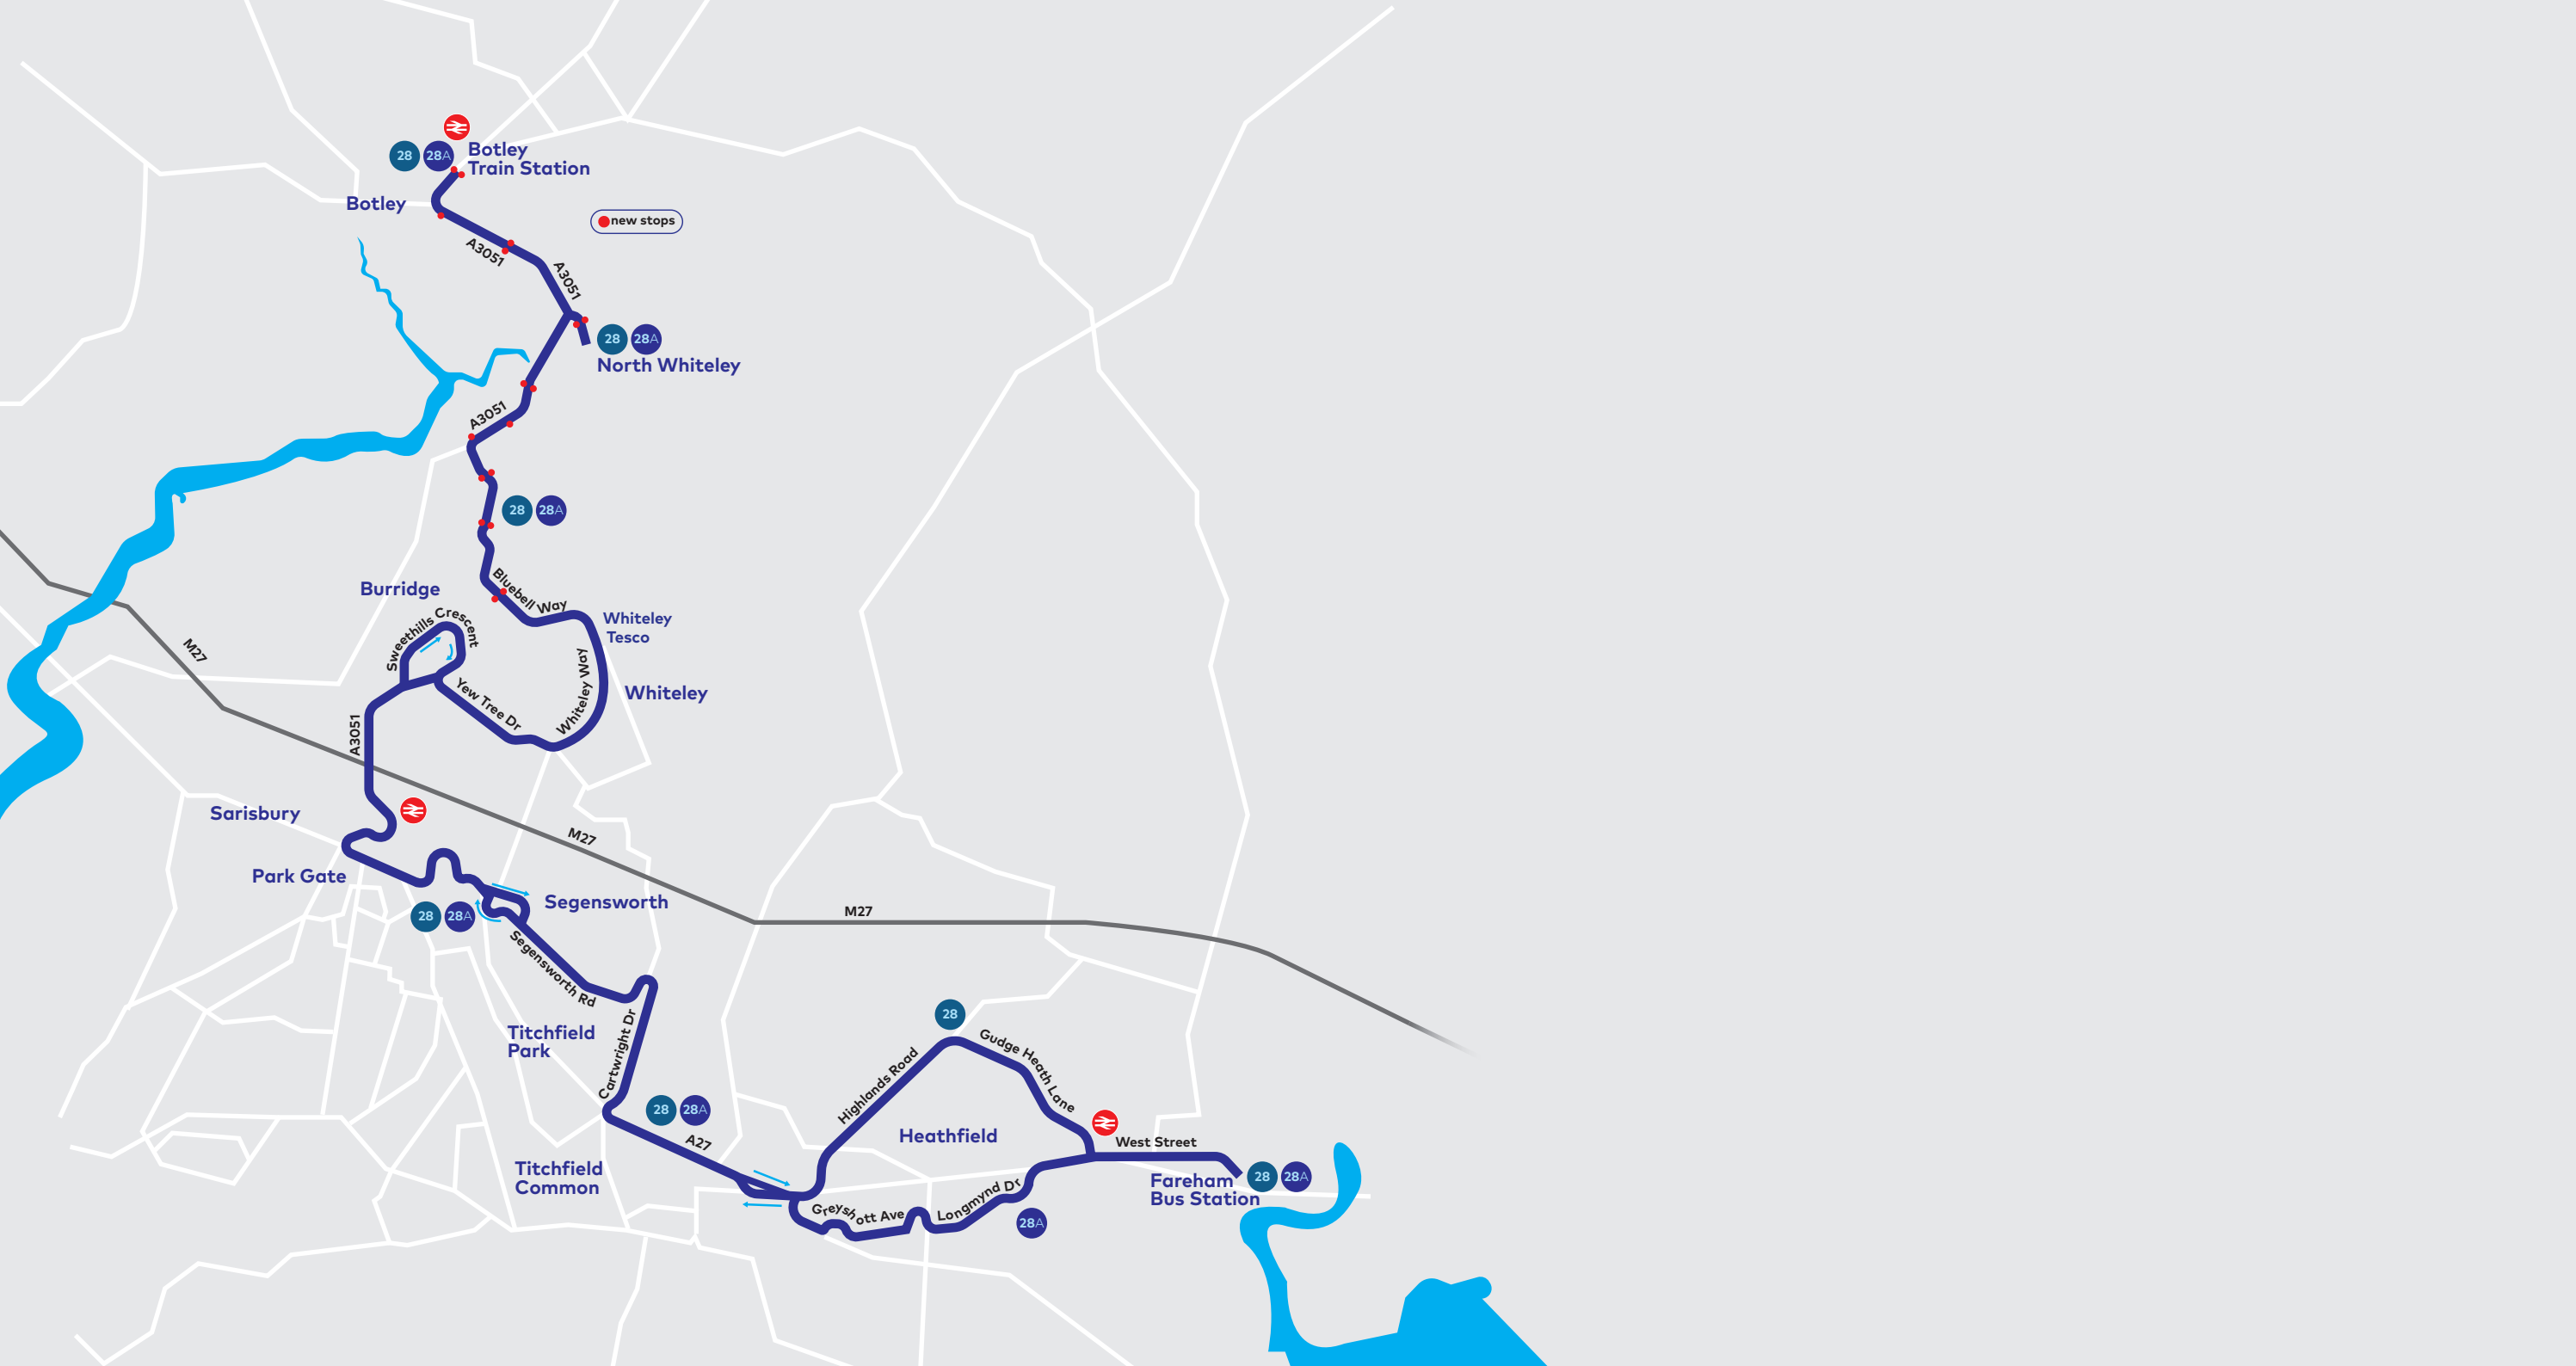 28 28A
Botley
Train Station
Botley
new stops
A3051
A3051
28 28A
North Whiteley
A3051
28 28A
Burridge
Bluebell Way
Sweethills Crescent
Whiteley
Tesco
M27
Yew Tree Dr
Whiteley Way
Whiteley
A3051
Sarisbury
M27
Park Gate
28 28A
Segensworth
M27
Segensworth Rd
28
Titchfield
Park
Cartwright Dr
Highlands Road
Gudge Heath Lane
28 28A
A27
Heathfield
West Street
Titchfield
Common
Fareham
Bus Station
28 28A
Greyshott Ave
Longmynd Dr
28A